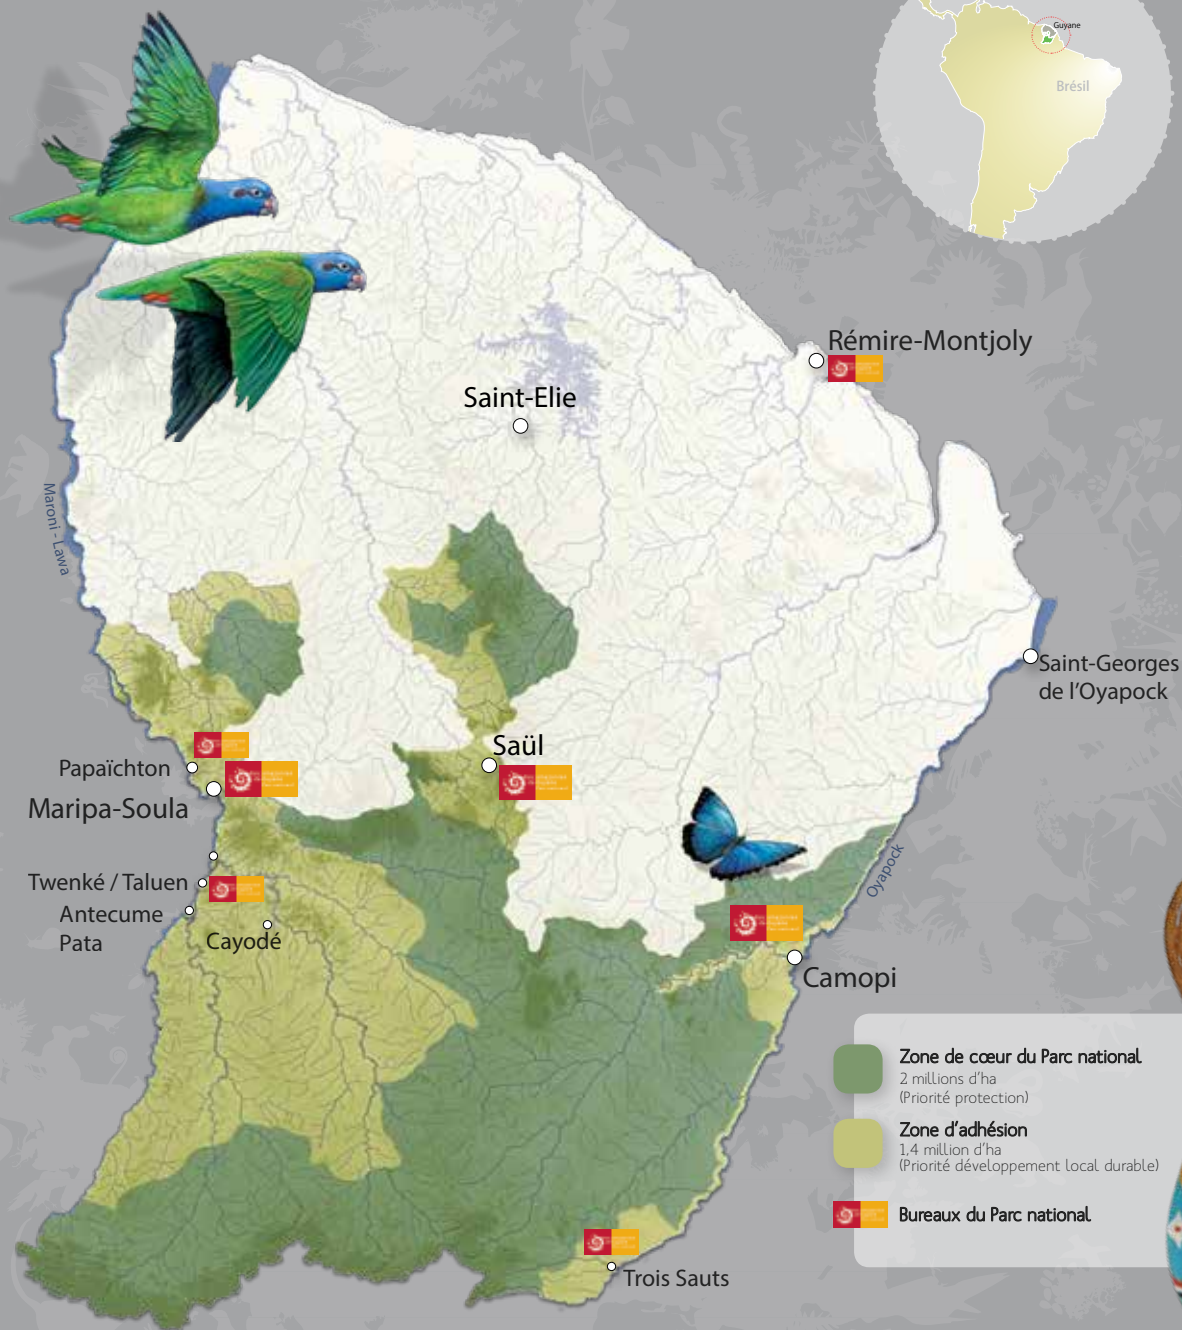 Guyane
Brésil
Rémire-Montjoly
Saint-Elie
Maroni - Lawa
Saint-Georges
de l'Oyapock
Saül
Papaïchton
Maripa-Soula
Oyapock
Twenké / Taluen
Antecume
Pata
Cayodé
Camopi
Zone de cœur du Parc national
2 millions d'ha
(Priorité protection)
Zone d'adhésion
1,4 million d'ha
(Priorité développement local durable)
Bureaux du Parc national
Trois Sauts